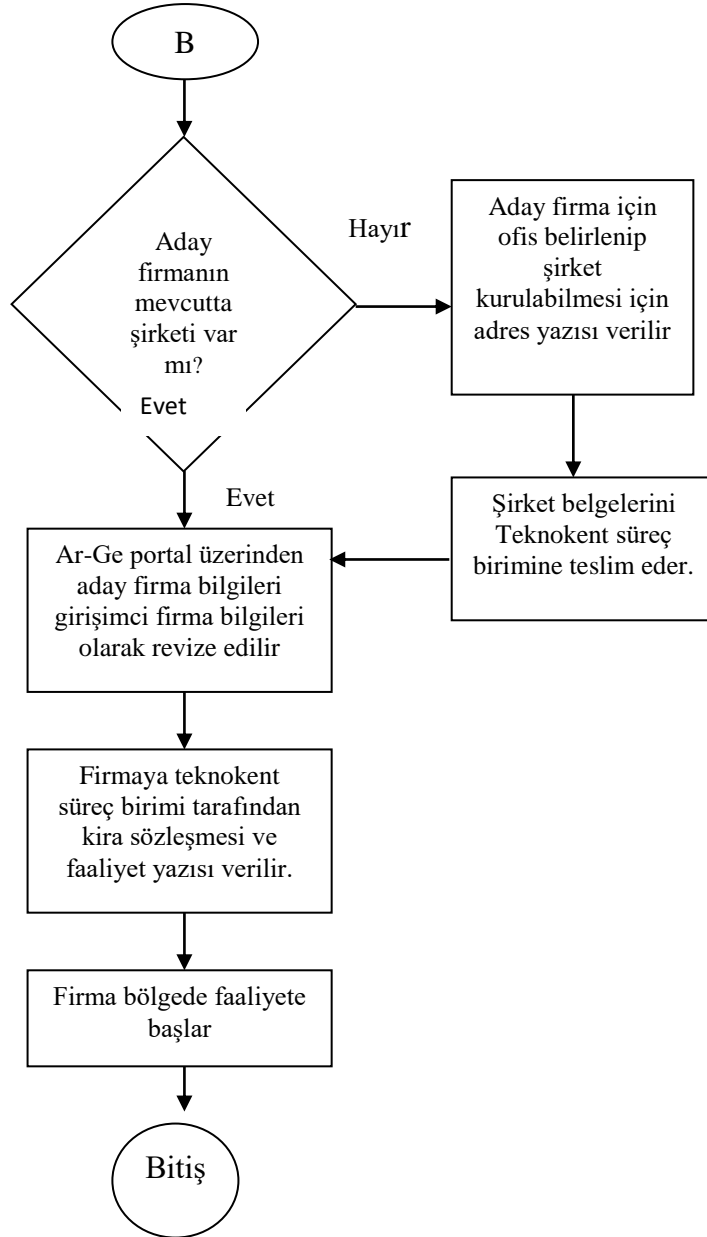 B
Aday
firmanın
mevcutta
şirketi var
mı?
Evet
Hayır
Aday firma için
ofis belirlenip
şirket
kurulabilmesi için
adres yazısı verilir
Şirket belgelerini
Teknokent süreç
birimine teslim eder.
Evet
Ar-Ge portal üzerinden
aday firma bilgileri
girişimci firma bilgileri
olarak revize edilir
Firmaya teknokent
süreç birimi tarafından
kira sözleşmesi ve
faaliyet yazısı verilir.
Firma bölgede faaliyete
başlar
Bitiş